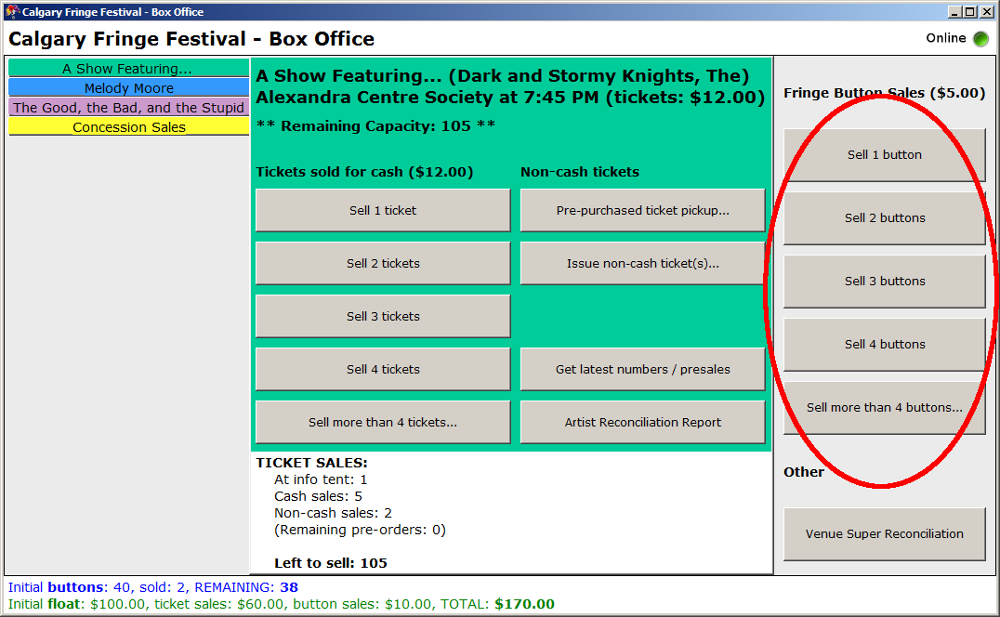 Calgary Fringe Festival - Box Office
Calgary Fringe Festival - Box Office
Online
A Show Featuring...
Melody Moore
The Good, the Bad, and the Stupid
Concession Sales
A Show Featuring... (Dark and Stormy Knights, The)
Alexandra Centre Society at 7:45 PM (tickets: $12.00)
** Remaining Capacity: 105 **
Tickets sold for cash ($12.00)
Sell 1 ticket
Sell 2 tickets
Sell 3 tickets
Sell 4 tickets
Sell more than 4 tickets...
Non-cash tickets
Pre-purchased ticket pickup...
Issue non-cash ticket(s)...
Get latest numbers / presales
Artist Reconciliation Report
TICKET SALES:
At info tent: 1
Cash sales: 5
Non-cash sales: 2
(Remaining pre-orders: 0)
Left to sell: 105
Fringe Button Sales ($5.00)
Sell 1 button
Sell 2 buttons
Sell 3 buttons
Sell 4 buttons
Sell more than 4 buttons...
Other
Venue Super Reconciliation
Initial buttons: 40, sold: 2, REMAINING: 38
Initial float: $100.00, ticket sales: $60.00, button sales: $10.00, TOTAL: $170.00